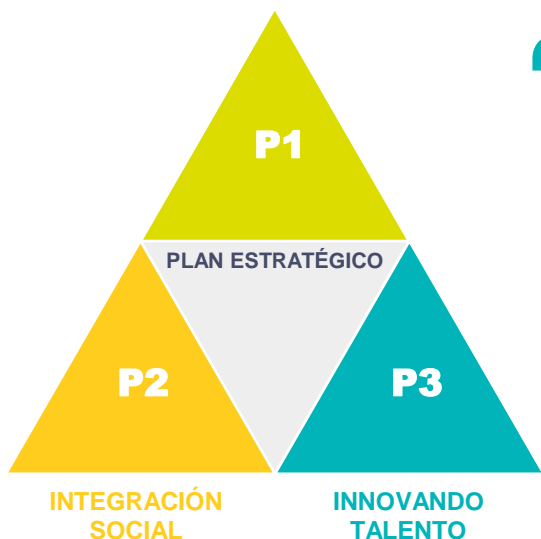 P1
PLAN ESTRATÉGICO
P2
P3
INTEGRACIÓN
SOCIAL
INNOVANDO
TALENTO